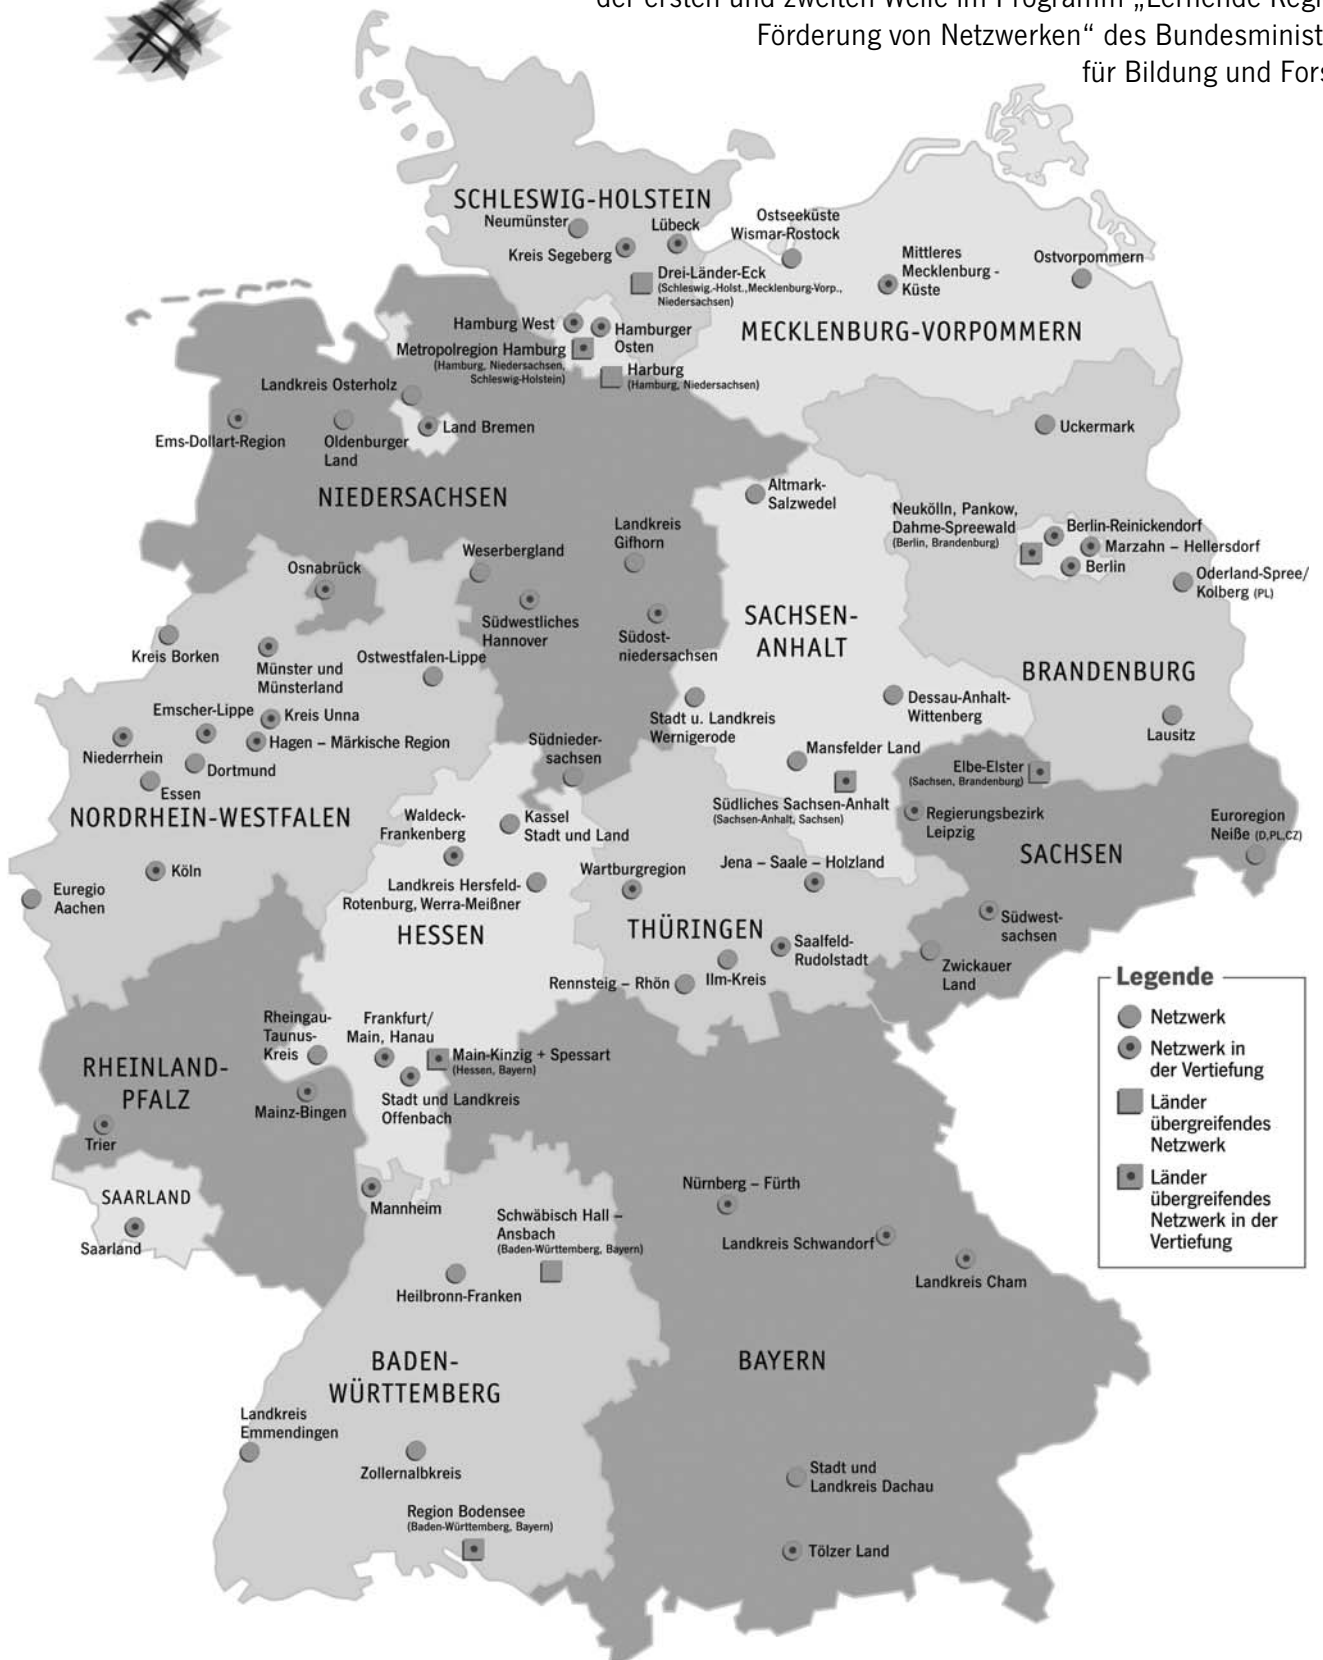 Förderung von Netzwerken“ des Bundesminist
für Bildung und Fors
SCHLESWIG-HOLSTEIN
Neumünster
Lübeck
Kreis Segeberg
Drei-Länder-Eck
(Schleswig.-Holst.,Mecklenburg-Vorp.,
Niedersachsen)
Ostseeküste
Wismar-Rostock
Mittleres
Mecklenburg -
Küste
Ostvorpommern
MECKLENBURG-VORPOMMERN
Hamburg West
Hamburger
Osten
Metropolregion Hamburg
(Hamburg, Niedersachsen,
Schleswig-Holstein)
Harburg
(Hamburg, Niedersachsen)
Landkreis Osterholz
Ems-Dollart-Region
Oldenburger
Land
Land Bremen
Uckermark
NIEDERSACHSEN
Altmark-
Salzwedel
Neukölln, Pankow,
Dahme-Spreewald
(Berlin, Brandenburg)
Berlin-Reinickendorf
Marzahn – Hellersdorf
Berlin
Oderland-Spree/
Kolberg (PL)
Landkreis
Gifhorn
Weserbergland
Osnabrück
Südwestliches
Hannover
Südost-
niedersachsen
SACHSEN-
ANHALT
BRANDENBURG
Kreis Borken
Münster und
Münsterland
Ostwestfalen-Lippe
Emscher-Lippe
Kreis Unna
Hagen – Märkische Region
Niederrhein
Dortmund
Essen
NORDRHEIN-WESTFALEN
Köln
Euregio
Aachen
Stadt u. Landkreis
Wernigerode
Dessau-Anhalt-
Wittenberg
Lausitz
Mansfelder Land
Südnieder-
sachsen
Südliches Sachsen-Anhalt
(Sachsen-Anhalt, Sachsen)
Elbe-Elster
(Sachsen, Brandenburg)
Regierungsbezirk
Leipzig
Euroregion
Neiße (D,PL,CZ)
SACHSEN
Waldeck-
Frankenberg
Kassel
Stadt und Land
Landkreis Hersfeld-
Rotenburg, Werra-Meißner
HESSEN
Wartburgregion
Jena – Saale – Holzland
THÜRINGEN
Saalfeld-
Rudolstadt
Ilm-Kreis
Rennsteig – Rhön
Südwest-
sachsen
Zwickauer
Land
Rheingau-
Taunus-
Kreis
Frankfurt/
Main, Hanau
Main-Kinzig + Spessart
(Hessen, Bayern)
Stadt und Landkreis
Offenbach
RHEINLAND-
PFALZ
Mainz-Bingen
Trier
SAARLAND
Saarland
Mannheim
Schwäbisch Hall –
Ansbach
(Baden-Württemberg, Bayern)
Heilbronn-Franken
Nürnberg – Fürth
Landkreis Schwandorf
Landkreis Cham
BADEN-
WÜRTTEMBERG
BAYERN
Landkreis
Emmendingen
Zollernalbkreis
Region Bodensee
(Baden-Württemberg, Bayern)
Stadt und
Landkreis Dachau
Tölzer Land
Legende
Netzwerk
Netzwerk in
der Vertiefung
Länder
übergreifendes
Netzwerk
Länder
übergreifendes
Netzwerk in der
Vertiefung